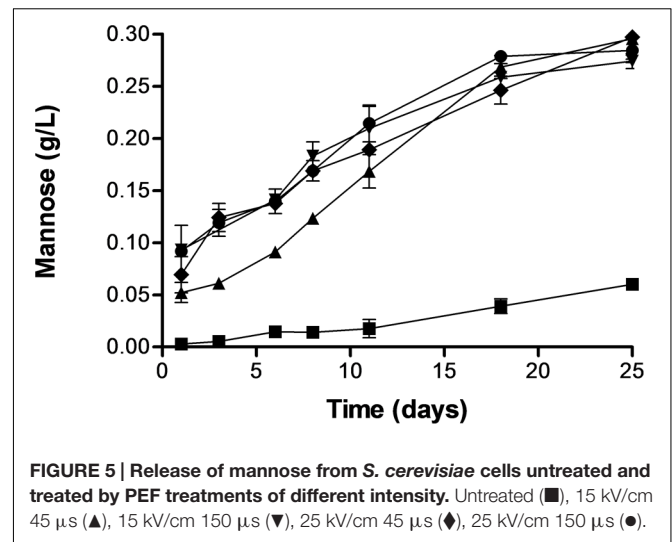 0.30
0.25
0.20
0.15
0.10
0.05
0.00
Mannose (g/L)
0 5 10 15 20 25
Time (days)
FIGURE 5 | Release of mannose from S. cerevisiae cells untreated and
treated by PEF treatments of different intensity. Untreated (■), 15 kV/cm
45 μs (▲), 15 kV/cm 150 μs (▼), 25 kV/cm 45 μs (◆), 25 kV/cm 150 μs (●).